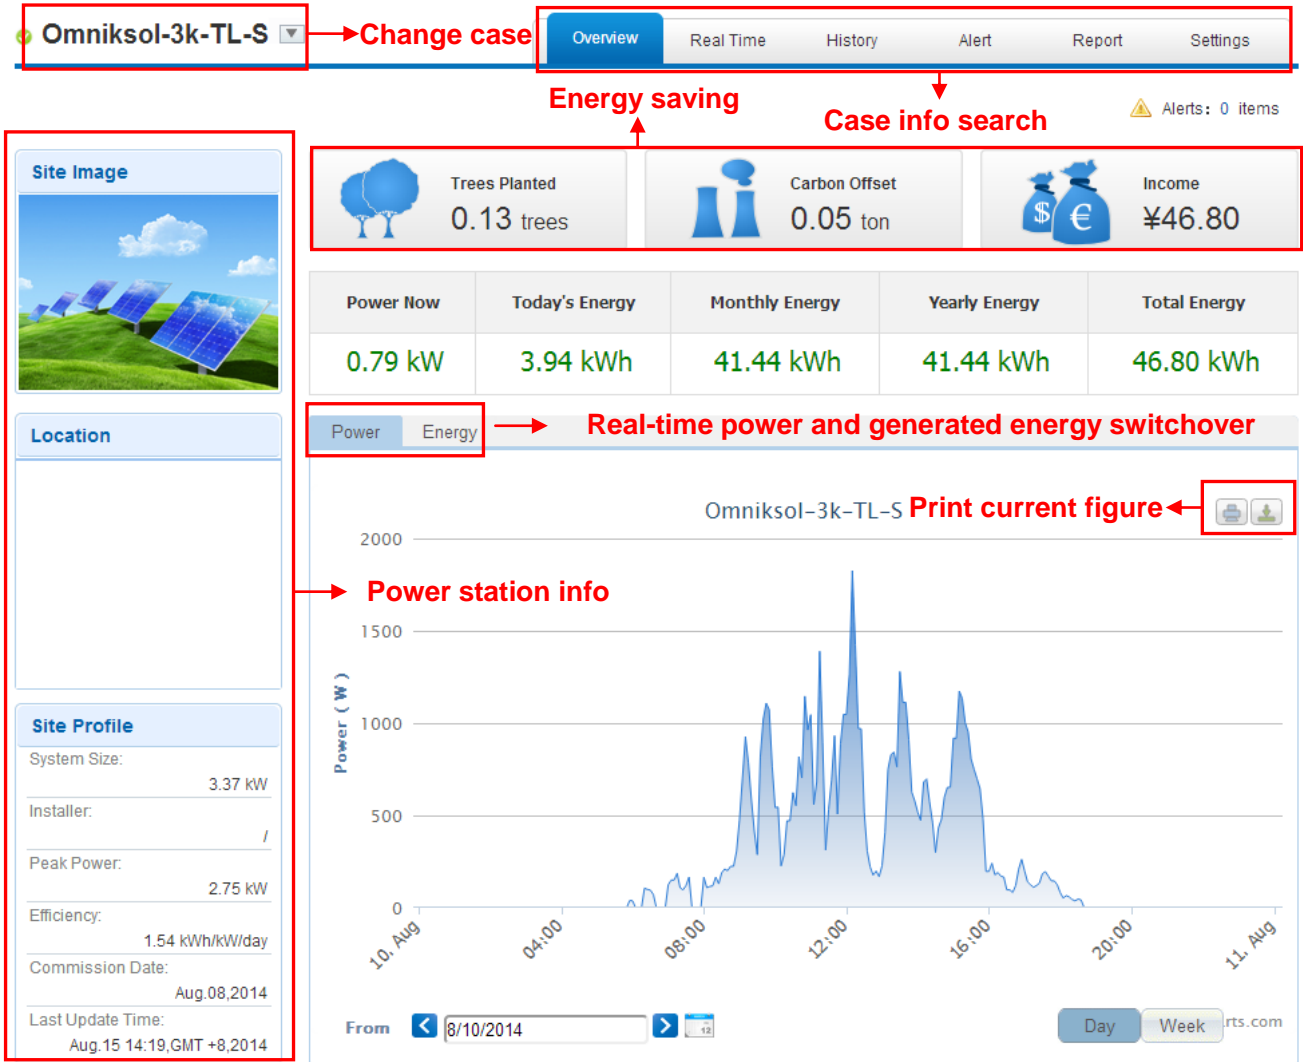 Omniksol-3k-TL-S
Change case
Overview
Real Time
History
Alert
Report
Settings
Energy saving
Case info search
Alerts: 0 items
Site Image
Trees Planted
0.13 trees
Carbon Offset
0.05 ton
$
€
Income
¥46.80
Power Now
Today's Energy
Monthly Energy
Yearly Energy
Total Energy
0.79 kW
3.94 kWh
41.44 kWh
41.44 kWh
46.80 kWh
Location
Power
Energy
Real-time power and generated energy switchover
Omniksol-3k-TL-S
Print current figure
Power station info
2000
1500
1000
500
0
Power ( W )
10. Aug
04:00
08:00
12:00
16:00
20:00
11. Aug
Site Profile
System Size:
3.37 kW
Installer:
/
Peak Power:
2.75 kW
Efficiency:
1.54 kWh/kW/day
Commission Date:
Aug.08,2014
Last Update Time:
Aug.15 14:19,GMT +8,2014
From
8/10/2014
12
Day
Week
rts.com